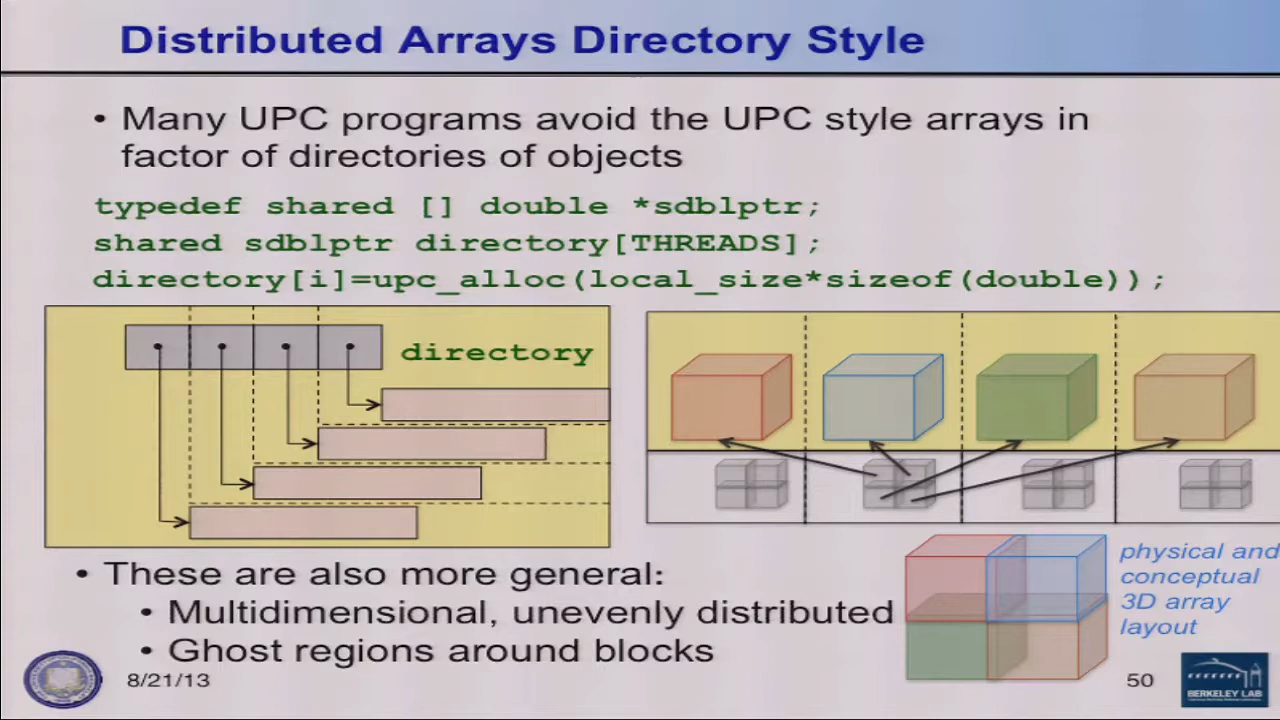 Distributed Arrays Directory Style
• Many UPC programs avoid the UPC style arrays in
factor of directories of objects
typedef shared [] double *sdblptr;
shared sdblptr directory[THREADS];
directory[i]=upc_alloc(local_size*sizeof(double));
directory
• These are also more general:
• Multidimensional, unevenly distributed
• Ghost regions around blocks
physical and
conceptual
3D array
layout
8/21/13
50
BERKELEY LAB